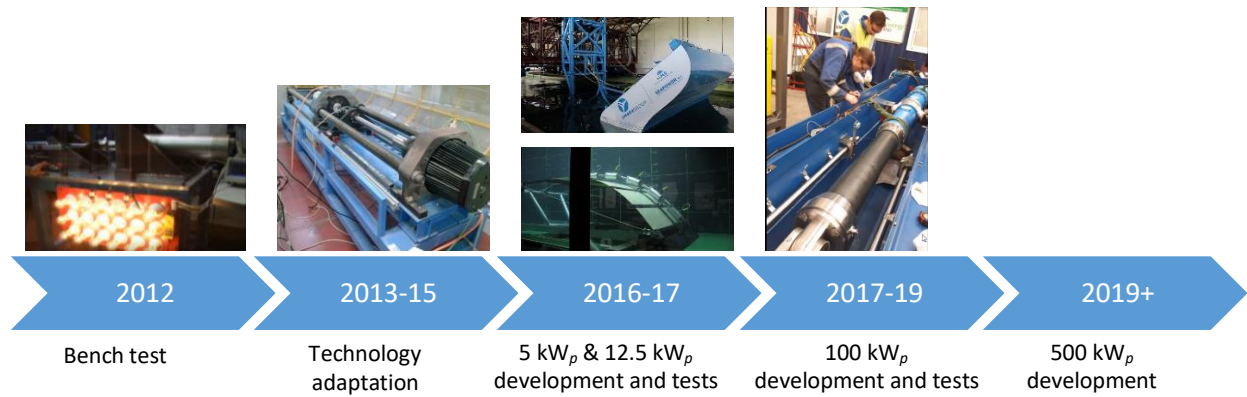 2012
2013-15
2016-17
2017-19
2019+
Bench test
Technology
adaptation
5 kWp & 12.5 kWp
development and tests
100 kWp
development and tests
500 kWp
development